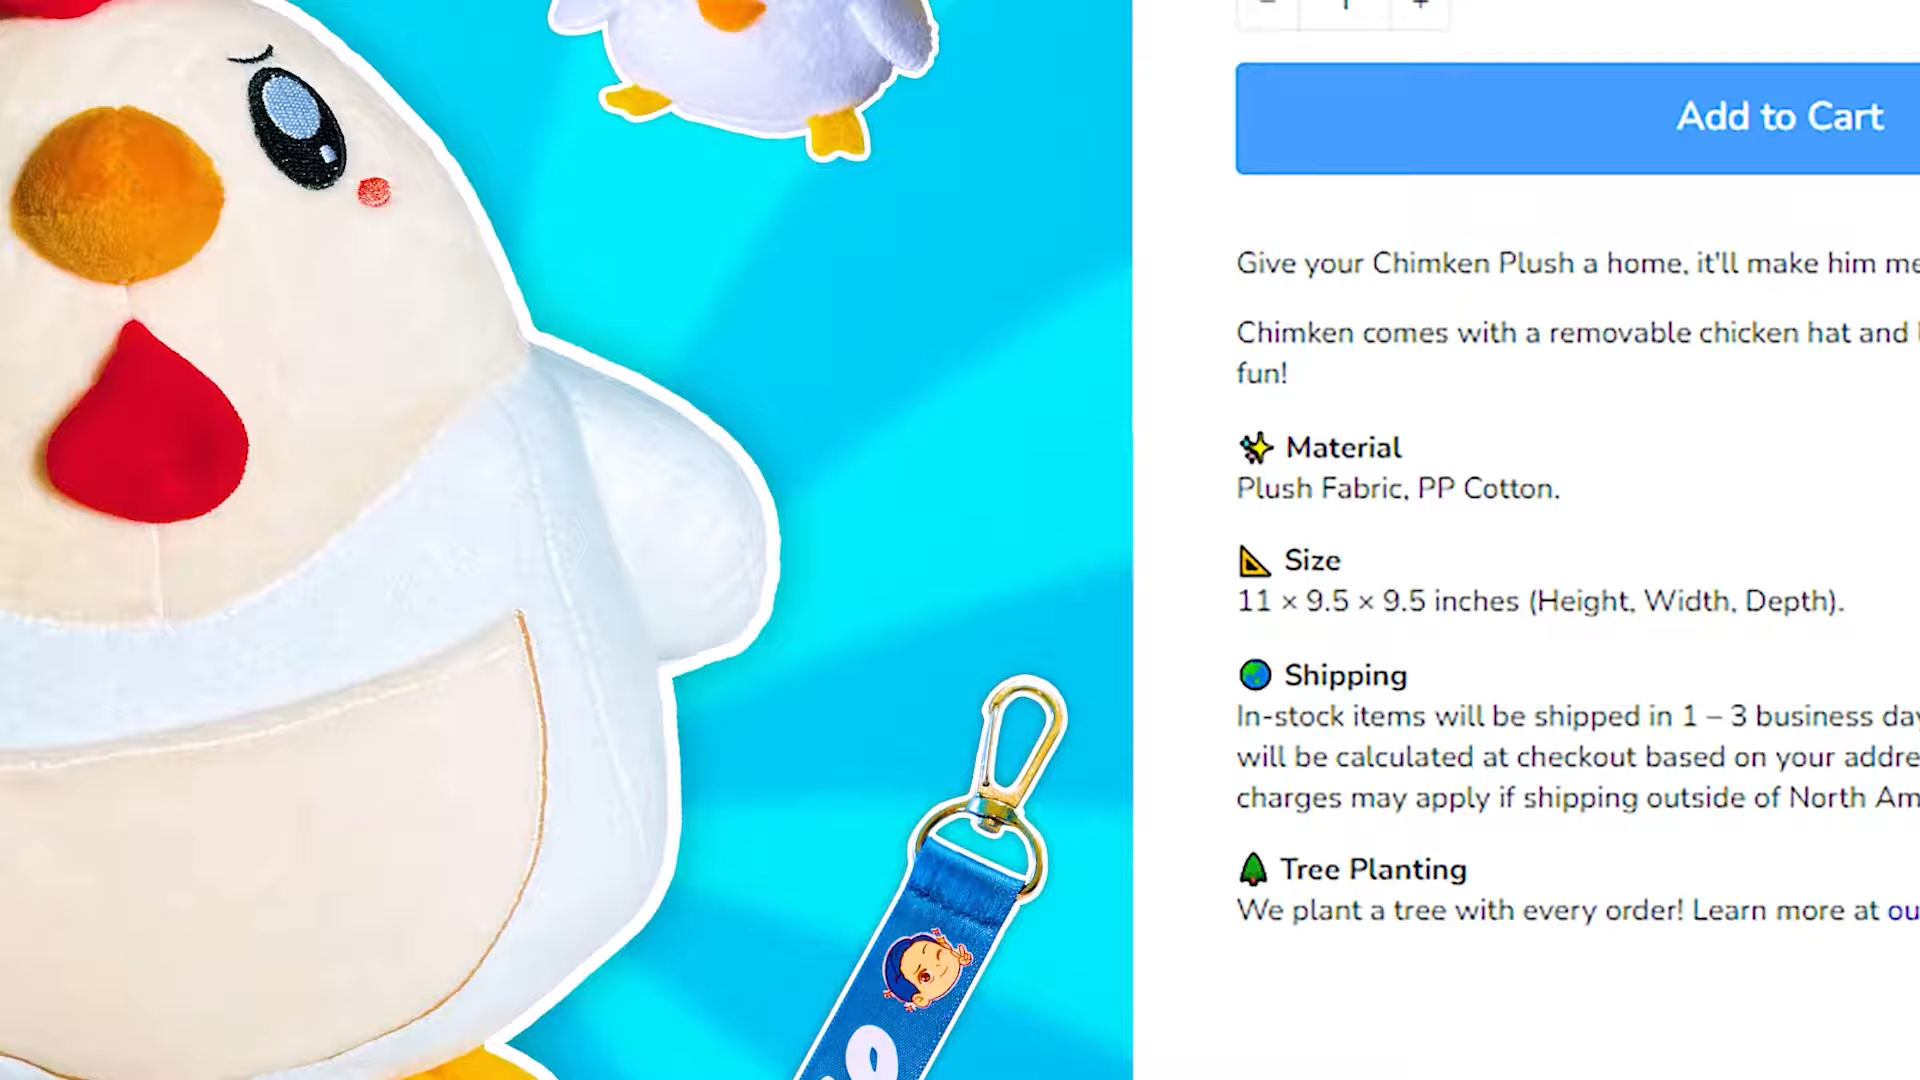 1
Add to Cart
Give your Chimken Plush a home, it'll make him
Chimken comes with a removable chicken hat and
fun!
Material
Plush Fabric, PP Cotton.
Size
11 × 9.5 × 9.5 inches (Height, Width, Depth).
Shipping
In-stock items will be shipped in 1 – 3 business
will be calculated at checkout based on your
charges may apply if shipping outside of North
Tree Planting
We plant a tree with every order! Learn more at